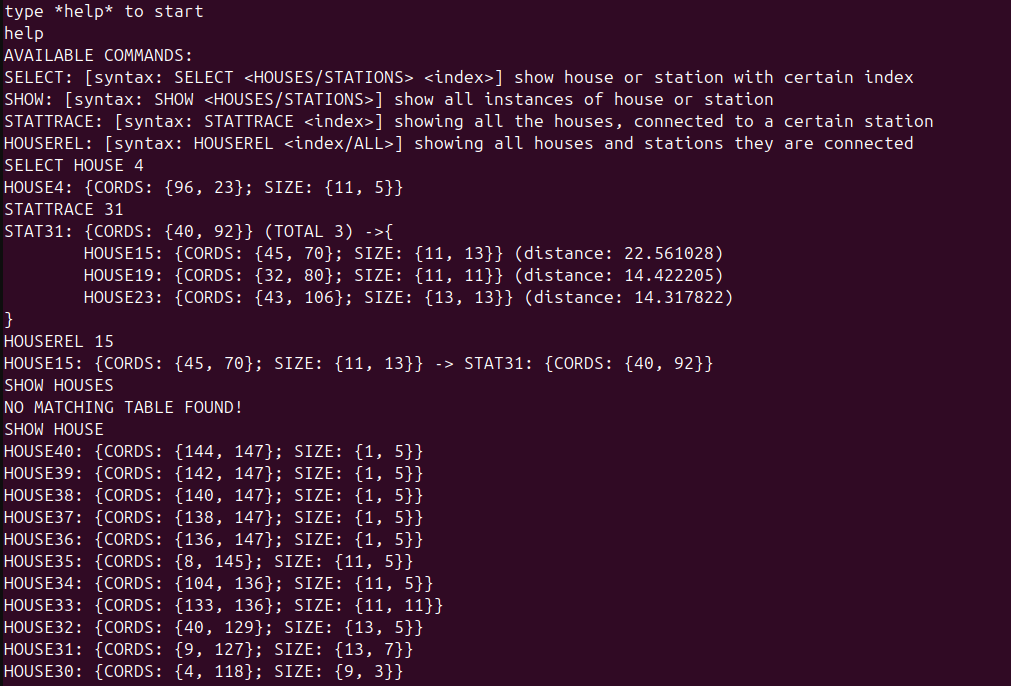 type *help* to start
help
AVAILABLE COMMANDS:
SELECT: [syntax: SELECT <HOUSES/STATIONS> <index>] show house or station with certain index
SHOW: [syntax: SHOW <HOUSES/STATIONS>] show all instances of house or station
STATTRACE: [syntax: STATTRACE <index>] showing all the houses, connected to a certain station
HOUSEREL: [syntax: HOUSEREL <index/ALL>] showing all houses and stations they are connected
SELECT HOUSE 4
HOUSE4: {CORDS: {96, 23}; SIZE: {11, 5}}
STATTRACE 31
STAT31: {CORDS: {40, 92}} (TOTAL 3) ->{
        HOUSE15: {CORDS: {45, 70}; SIZE: {11, 13}} (distance: 22.561028)
        HOUSE19: {CORDS: {32, 80}; SIZE: {11, 11}} (distance: 14.422205)
        HOUSE23: {CORDS: {43, 106}; SIZE: {13, 13}} (distance: 14.317822)
}
HOUSEREL 15
HOUSE15: {CORDS: {45, 70}; SIZE: {11, 13}} -> STAT31: {CORDS: {40, 92}}
SHOW HOUSES
NO MATCHING TABLE FOUND!
SHOW HOUSE
HOUSE40: {CORDS: {144, 147}; SIZE: {1, 5}}
HOUSE39: {CORDS: {142, 147}; SIZE: {1, 5}}
HOUSE38: {CORDS: {140, 147}; SIZE: {1, 5}}
HOUSE37: {CORDS: {138, 147}; SIZE: {1, 5}}
HOUSE36: {CORDS: {136, 147}; SIZE: {1, 5}}
HOUSE35: {CORDS: {8, 145}; SIZE: {11, 5}}
HOUSE34: {CORDS: {104, 136}; SIZE: {11, 5}}
HOUSE33: {CORDS: {133, 136}; SIZE: {11, 11}}
HOUSE32: {CORDS: {40, 129}; SIZE: {13, 5}}
HOUSE31: {CORDS: {9, 127}; SIZE: {13, 7}}
HOUSE30: {CORDS: {4, 118}; SIZE: {9, 3}}